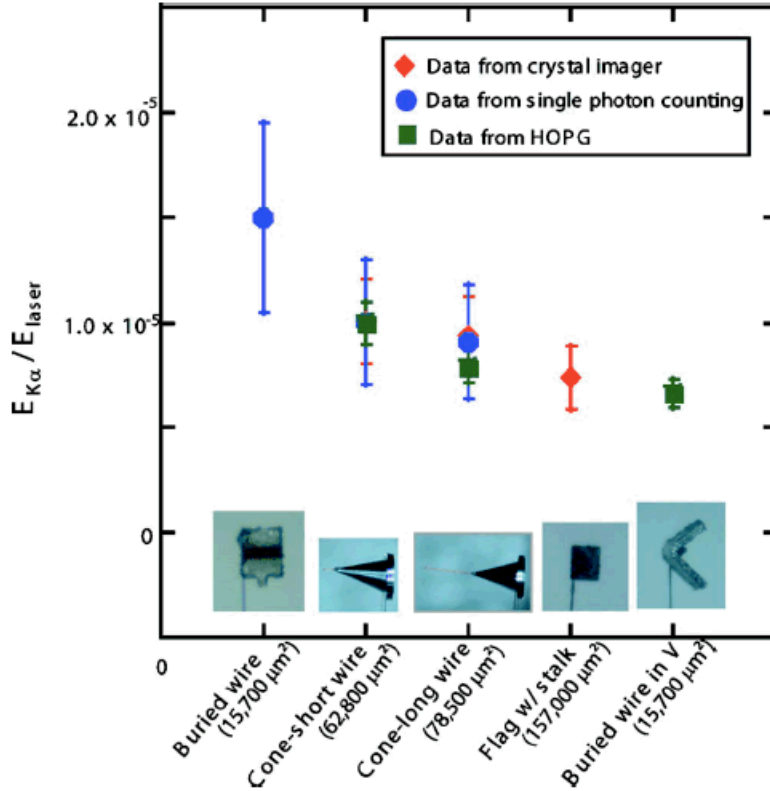 Data from crystal imager
Data from single photon counting
Data from HOPG
2.0 x 10⁻⁵
1.0 x 10⁻⁵
0
E Kα / E laser
0
Buried wire
(15,700 μm²)
Cone-short wire
(62,800 μm²)
Cone-long wire
(78,500 μm²)
Flag w/ stalk
(157,000 μm²)
Buried wire in V
(15,700 μm²)